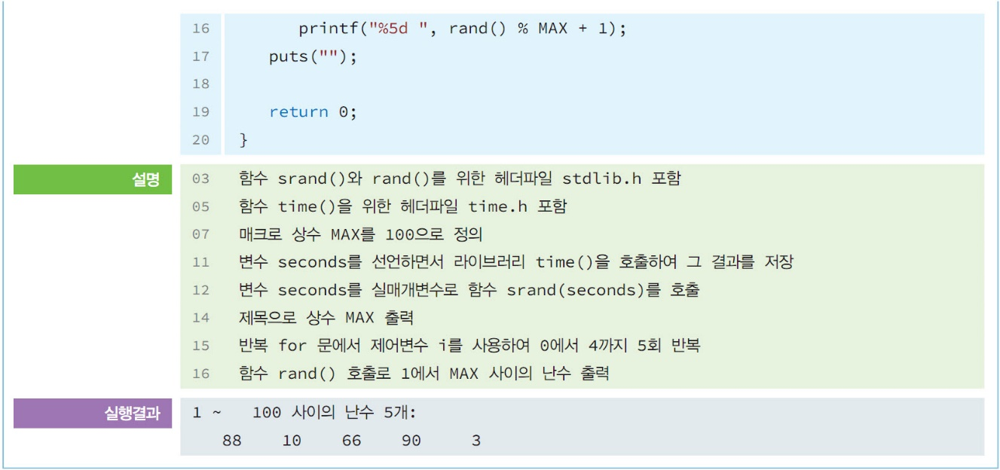 16 printf("%5d ", rand() % MAX + 1);
17 puts("");
18
19 return 0;
20 }
설명
03 함수 srand()와 rand()를 위한 헤더파일 stdlib.h 포함
05 함수 time()을 위한 헤더파일 time.h 포함
07 매크로 상수 MAX를 100으로 정의
11 변수 seconds를 선언하면서 라이브러리 time()을 호출하여 그 결과를 저장
12 변수 seconds를 실매개변수로 함수 srand(seconds)를 호출
14 제목으로 상수 MAX 출력
15 반복 for 문에서 제어변수 i를 사용하여 0에서 4까지 5회 반복
16 함수 rand() 호출로 1에서 MAX 사이의 난수 출력
실행결과
1 ~   100 사이의 난수 5개:
88    10    66    90     3